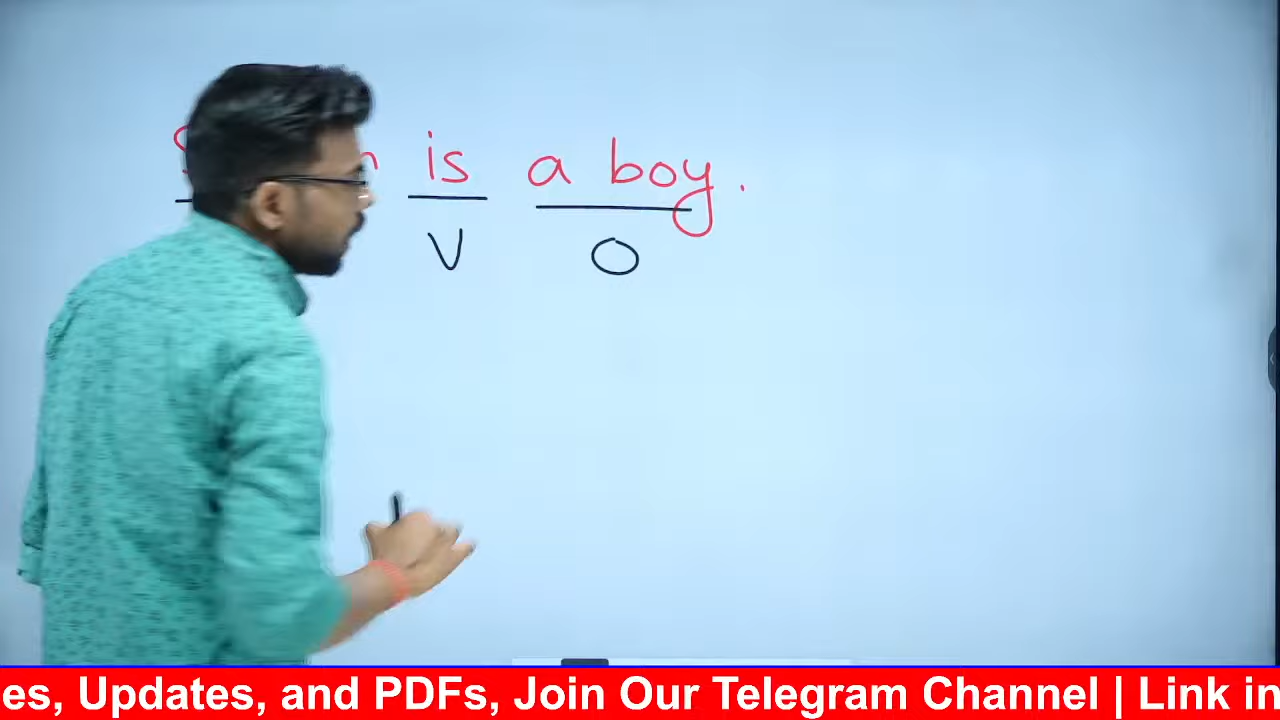 is a boy.
V O
es, Updates, and PDFs, Join Our Telegram Channel | Link in